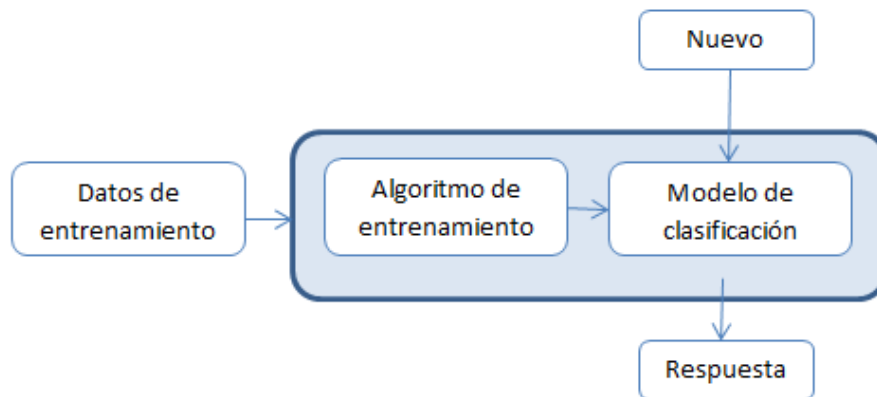 Nuevo
Datos de
entrenamiento
Algoritmo de
entrenamiento
Modelo de
clasificación
Respuesta